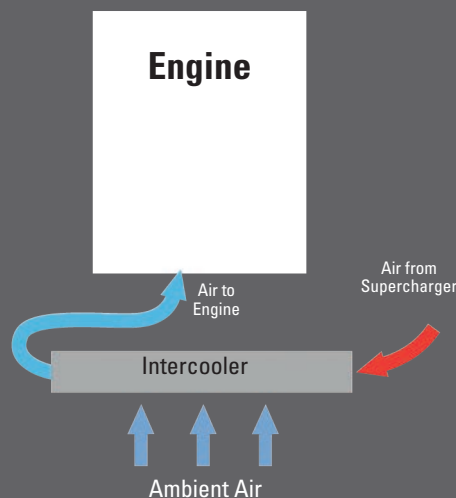 Engine
Air to
Engine
Air from
Supercharger
Intercooler
Ambient Air